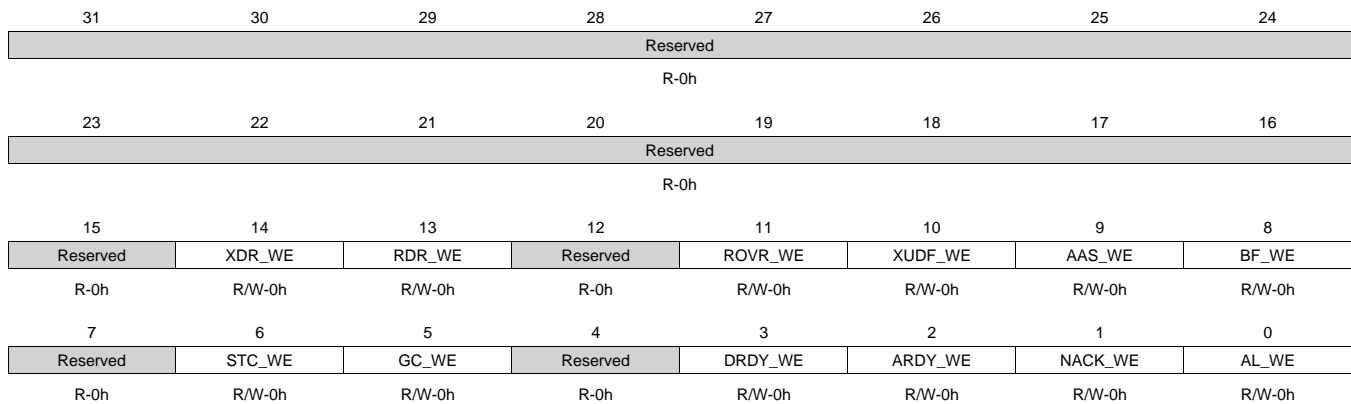 31 30 29 28 27 26 25 24
Reserved
R-0h
23 22 21 20 19 18 17 16
Reserved
R-0h
15 14 13 12 11 10 9 8
Reserved XDR_WE RDR_WE Reserved ROVR_WE XUDF_WE AAS_WE BF_WE
R-0h R/W-0h R/W-0h R-0h R/W-0h R/W-0h R/W-0h R/W-0h
7 6 5 4 3 2 1 0
Reserved STC_WE GC_WE Reserved DRDY_WE ARDY_WE NACK_WE AL_WE
R-0h R/W-0h R/W-0h R-0h R/W-0h R/W-0h R/W-0h R/W-0h